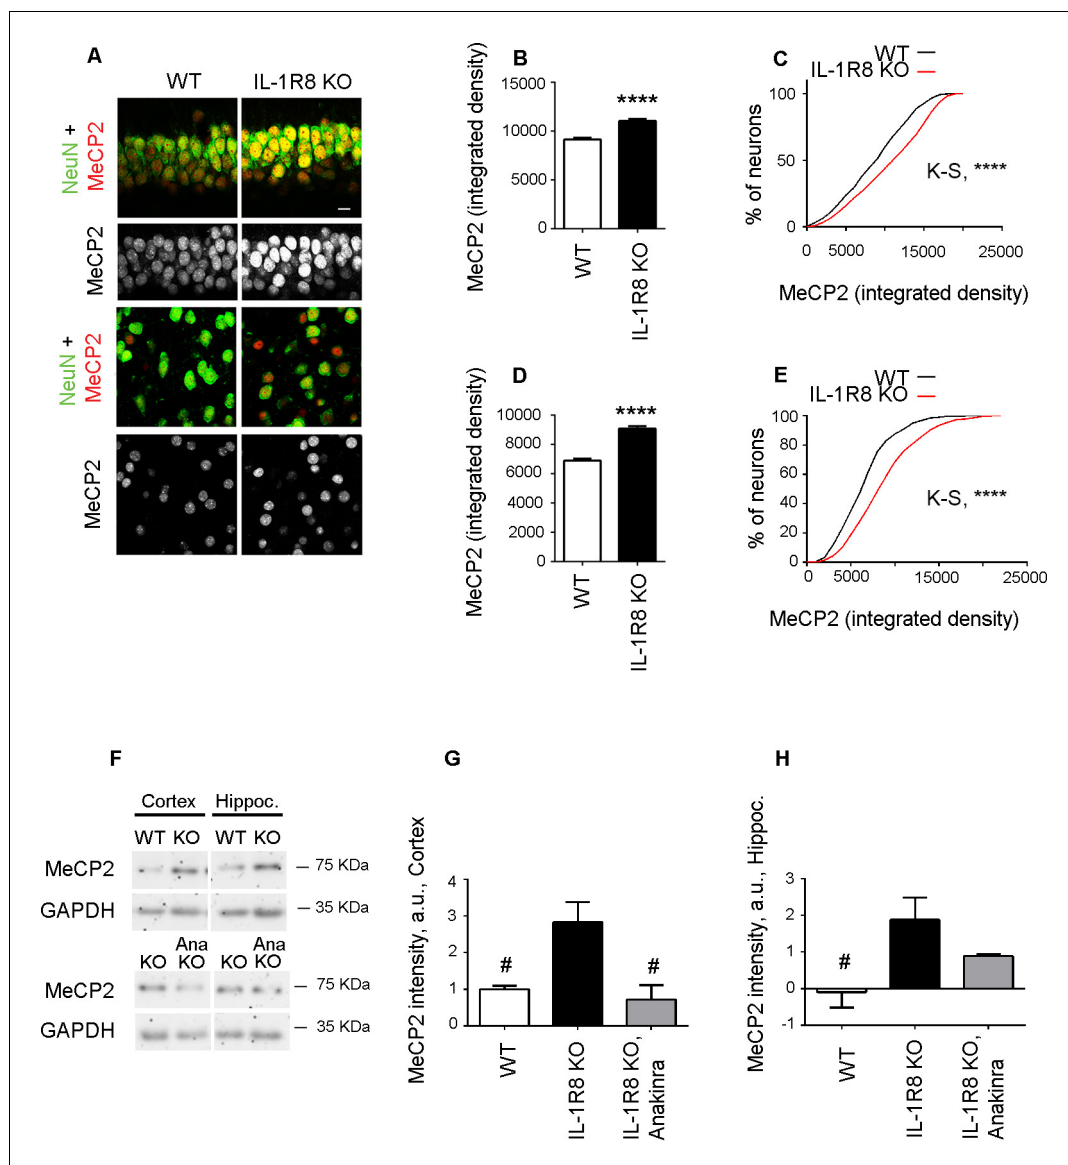 A
WT
IL-1R8 KO
NeuN +
MeCP2
MeCP2
NeuN +
MeCP2
MeCP2
B
MeCP2 (integrated density)
15000
10000
5000
0
****
WT
IL-1R8 KO
C
WT
IL-1R8 KO
% of neurons
100
50
0
K-S, ****
0
5000
15000
25000
MeCP2 (integrated density)
D
MeCP2 (integrated density)
10000
8000
6000
4000
2000
0
****
WT
IL-1R8 KO
E
WT
IL-1R8 KO
% of neurons
100
80
60
40
20
0
K-S, ****
0
5000
15000
25000
MeCP2 (integrated density)
F
Cortex
Hippoc.
WT KO
WT KO
MeCP2
75 KDa
GAPDH
35 KDa
KO
Ana
KO
KO
Ana
KO
MeCP2
75 KDa
GAPDH
35 KDa
G
MeCP2 intensity, a.u., Cortex
4
3
2
1
0
#
#
WT
IL-1R8 KO
IL-1R8 KO,
Anakinra
H
MeCP2 intensity, a.u., Hippoc.
3
2
1
0
-1
#
WT
IL-1R8 KO
IL-1R8 KO,
Anakinra